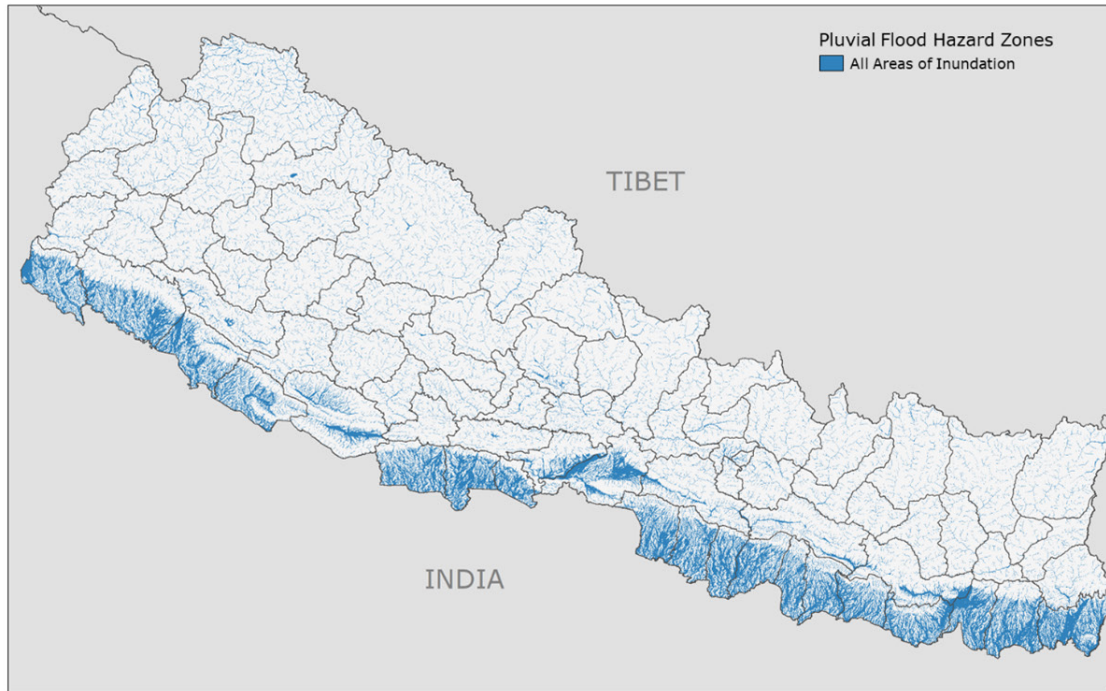 Pluvial Flood Hazard Zones
All Areas of Inundation
TIBET
INDIA